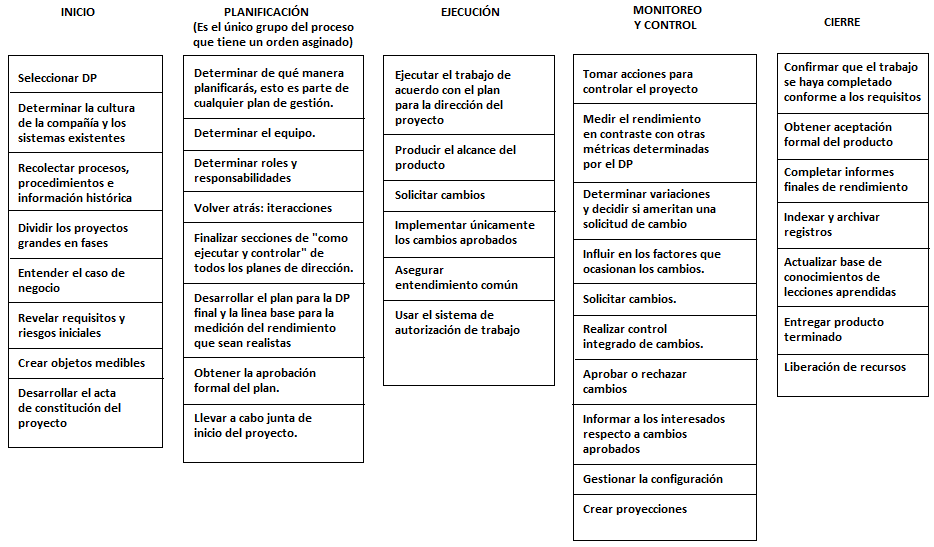 INICIO
Seleccionar DP
Determinar la cultura
de la compañía y los
sistemas existentes
Recolectar procesos,
procedimientos e
información histórica
Dividir los proyectos
grandes en fases
Entender el caso de
negocio
Revelar requisitos y
riesgos iniciales
Crear objetos medibles
Desarrollar el acta
de constitución del
proyecto
PLANIFICACIÓN
(Es el único grupo del proceso
que tiene un orden asginado)
Determinar de qué manera
planificarás, esto es parte de
cualquier plan de gestión.
Determinar el equipo.
Determinar roles y
responsabilidades
Volver atrás: iteracciones
Finalizar secciones de "como
ejecutar y controlar" de
todos los planes de dirección.
Desarrollar el plan para la DP
final y la linea base para la
medición del rendimiento
que sean realistas
Obtener la aprobación
formal del plan.
Llevar a cabo junta de
inicio del proyecto.
EJECUCIÓN
Ejecutar el trabajo de
acuerdo con el plan
para la dirección del
proyecto
Producir el alcance del
producto
Solicitar cambios
Implementar únicamente
los cambios aprobados
Asegurar
entendimiento común
Usar el sistema de
autorización de trabajo
MONITOREO
Y CONTROL
Tomar acciones para
controlar el proyecto
Medir el rendimiento
en contraste con otras
métricas determinadas
por el DP
Determinar variaciones
y decidir si ameritan una
solicitud de cambio
Influir en los factores que
ocasionan los cambios.
Solicitar cambios.
Realizar control
integrado de cambios.
Aprobar o rechazar
cambios
Informar a los interesados
respecto a cambios
aprobados
Gestionar la configuración
Crear proyecciones
CIERRE
Confirmar que el trabajo
se haya completado
conforme a los requisitos
Obtener aceptación
formal del producto
Completar informes
finales de rendimiento
Indexar y archivar
registros
Actualizar base de
conocimientos de
lecciones aprendidas
Entregar producto
terminado
Liberación de recursos